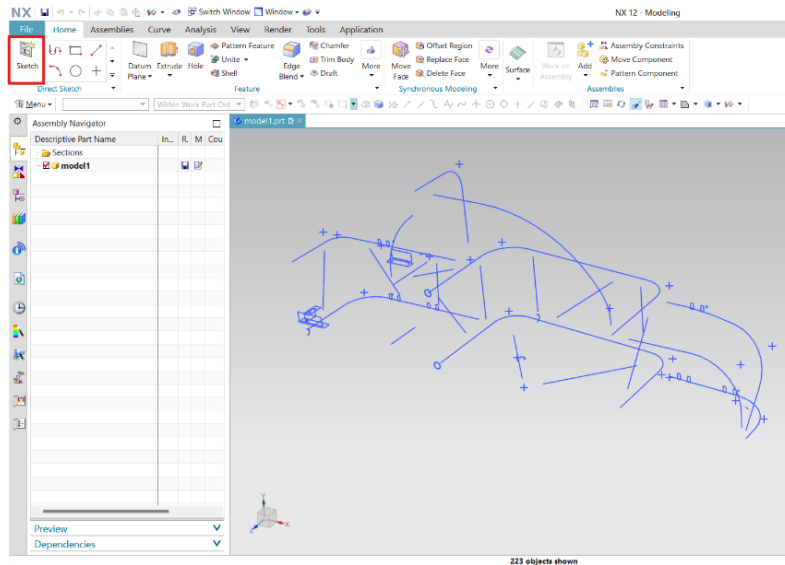 NX Switch Window Window NX 12 - Modeling
File Home Assemblies Curve Analysis View Render Tools Application
Sketch Datum Plane Extrude Hole Pattern Feature Unite Shell Edge Blend Chamfer Trim Body Draft More Move Face Offset Region Replace Face Delete Face More Surface Work on Assembly Add Assembly Constraints Move Component Pattern Component
Direct Sketch Feature Synchronous Modeling Assemblies
Menu Within Work Part Onl
Assembly Navigator model1.prt
Descriptive Part Name In... R. M Cou
Sections
model1
Preview
Dependencies
Y
X
Z
223 objects shown